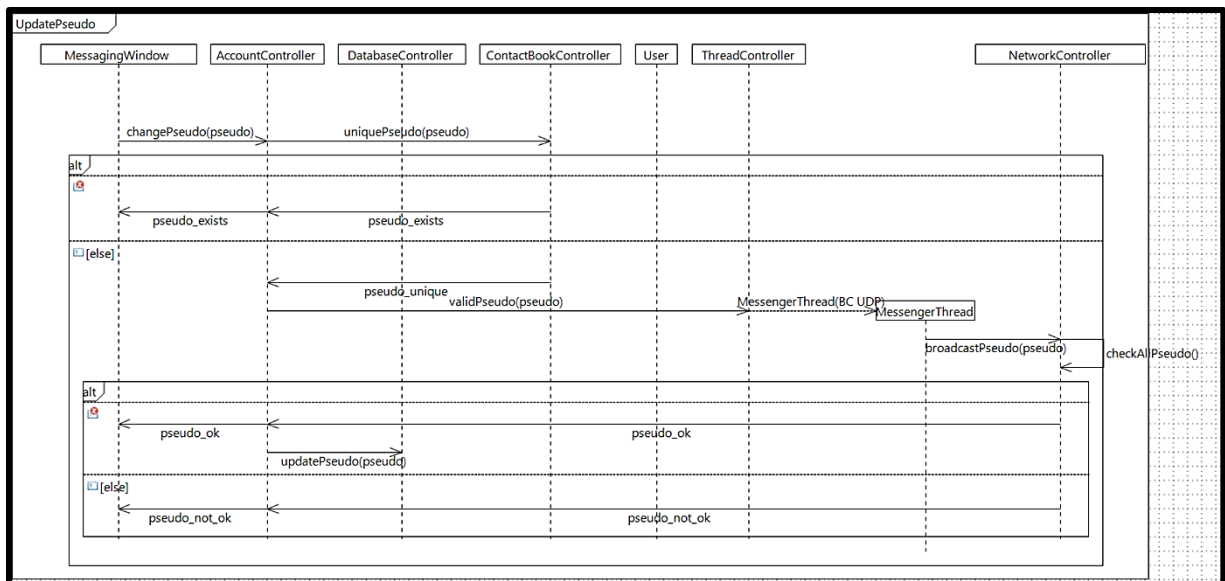 UpdatePseudo
MessagingWindow
AccountController
DatabaseController
ContactBookController
User
ThreadController
NetworkController
changePseudo(pseudo)
uniquePseudo(pseudo)
alt
pseudo_exists
pseudo_exists
[else]
pseudo_unique
validPseudo(pseudo)
MessengerThread(BC UDP)
MessengerThread
broadcastPseudo(pseudo)
checkAllPseudo()
alt
pseudo_ok
pseudo_ok
updatePseudo(pseudo)
[else]
pseudo_not_ok
pseudo_not_ok